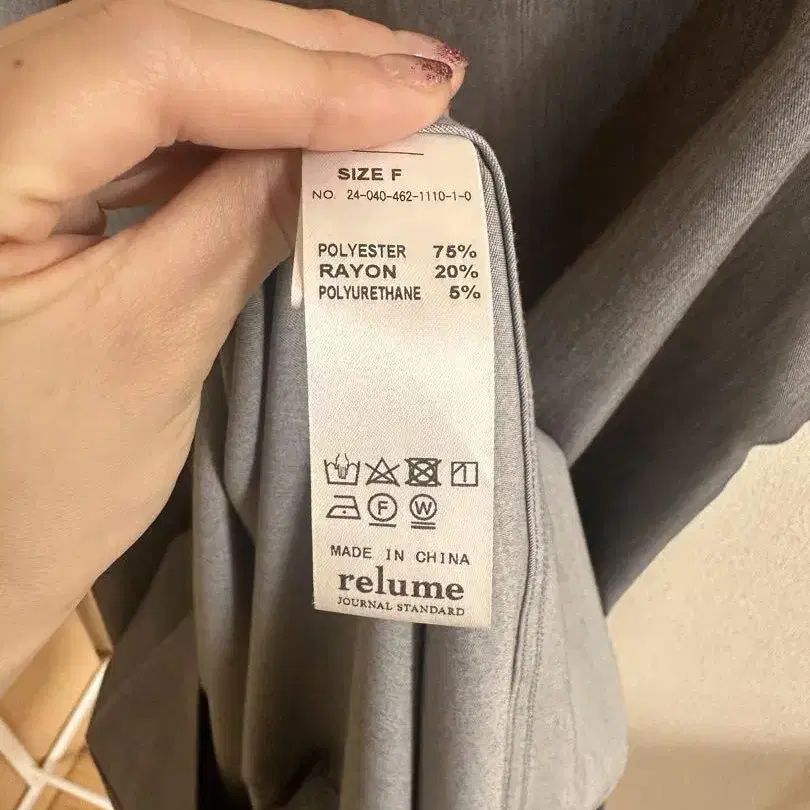 SIZE F
NO. 24-040-462-1110-1-0
POLYESTER 75%
RAYON 20%
POLYURETHANE 5%
F W
MADE IN CHINA
relume
JOURNAL STANDARD